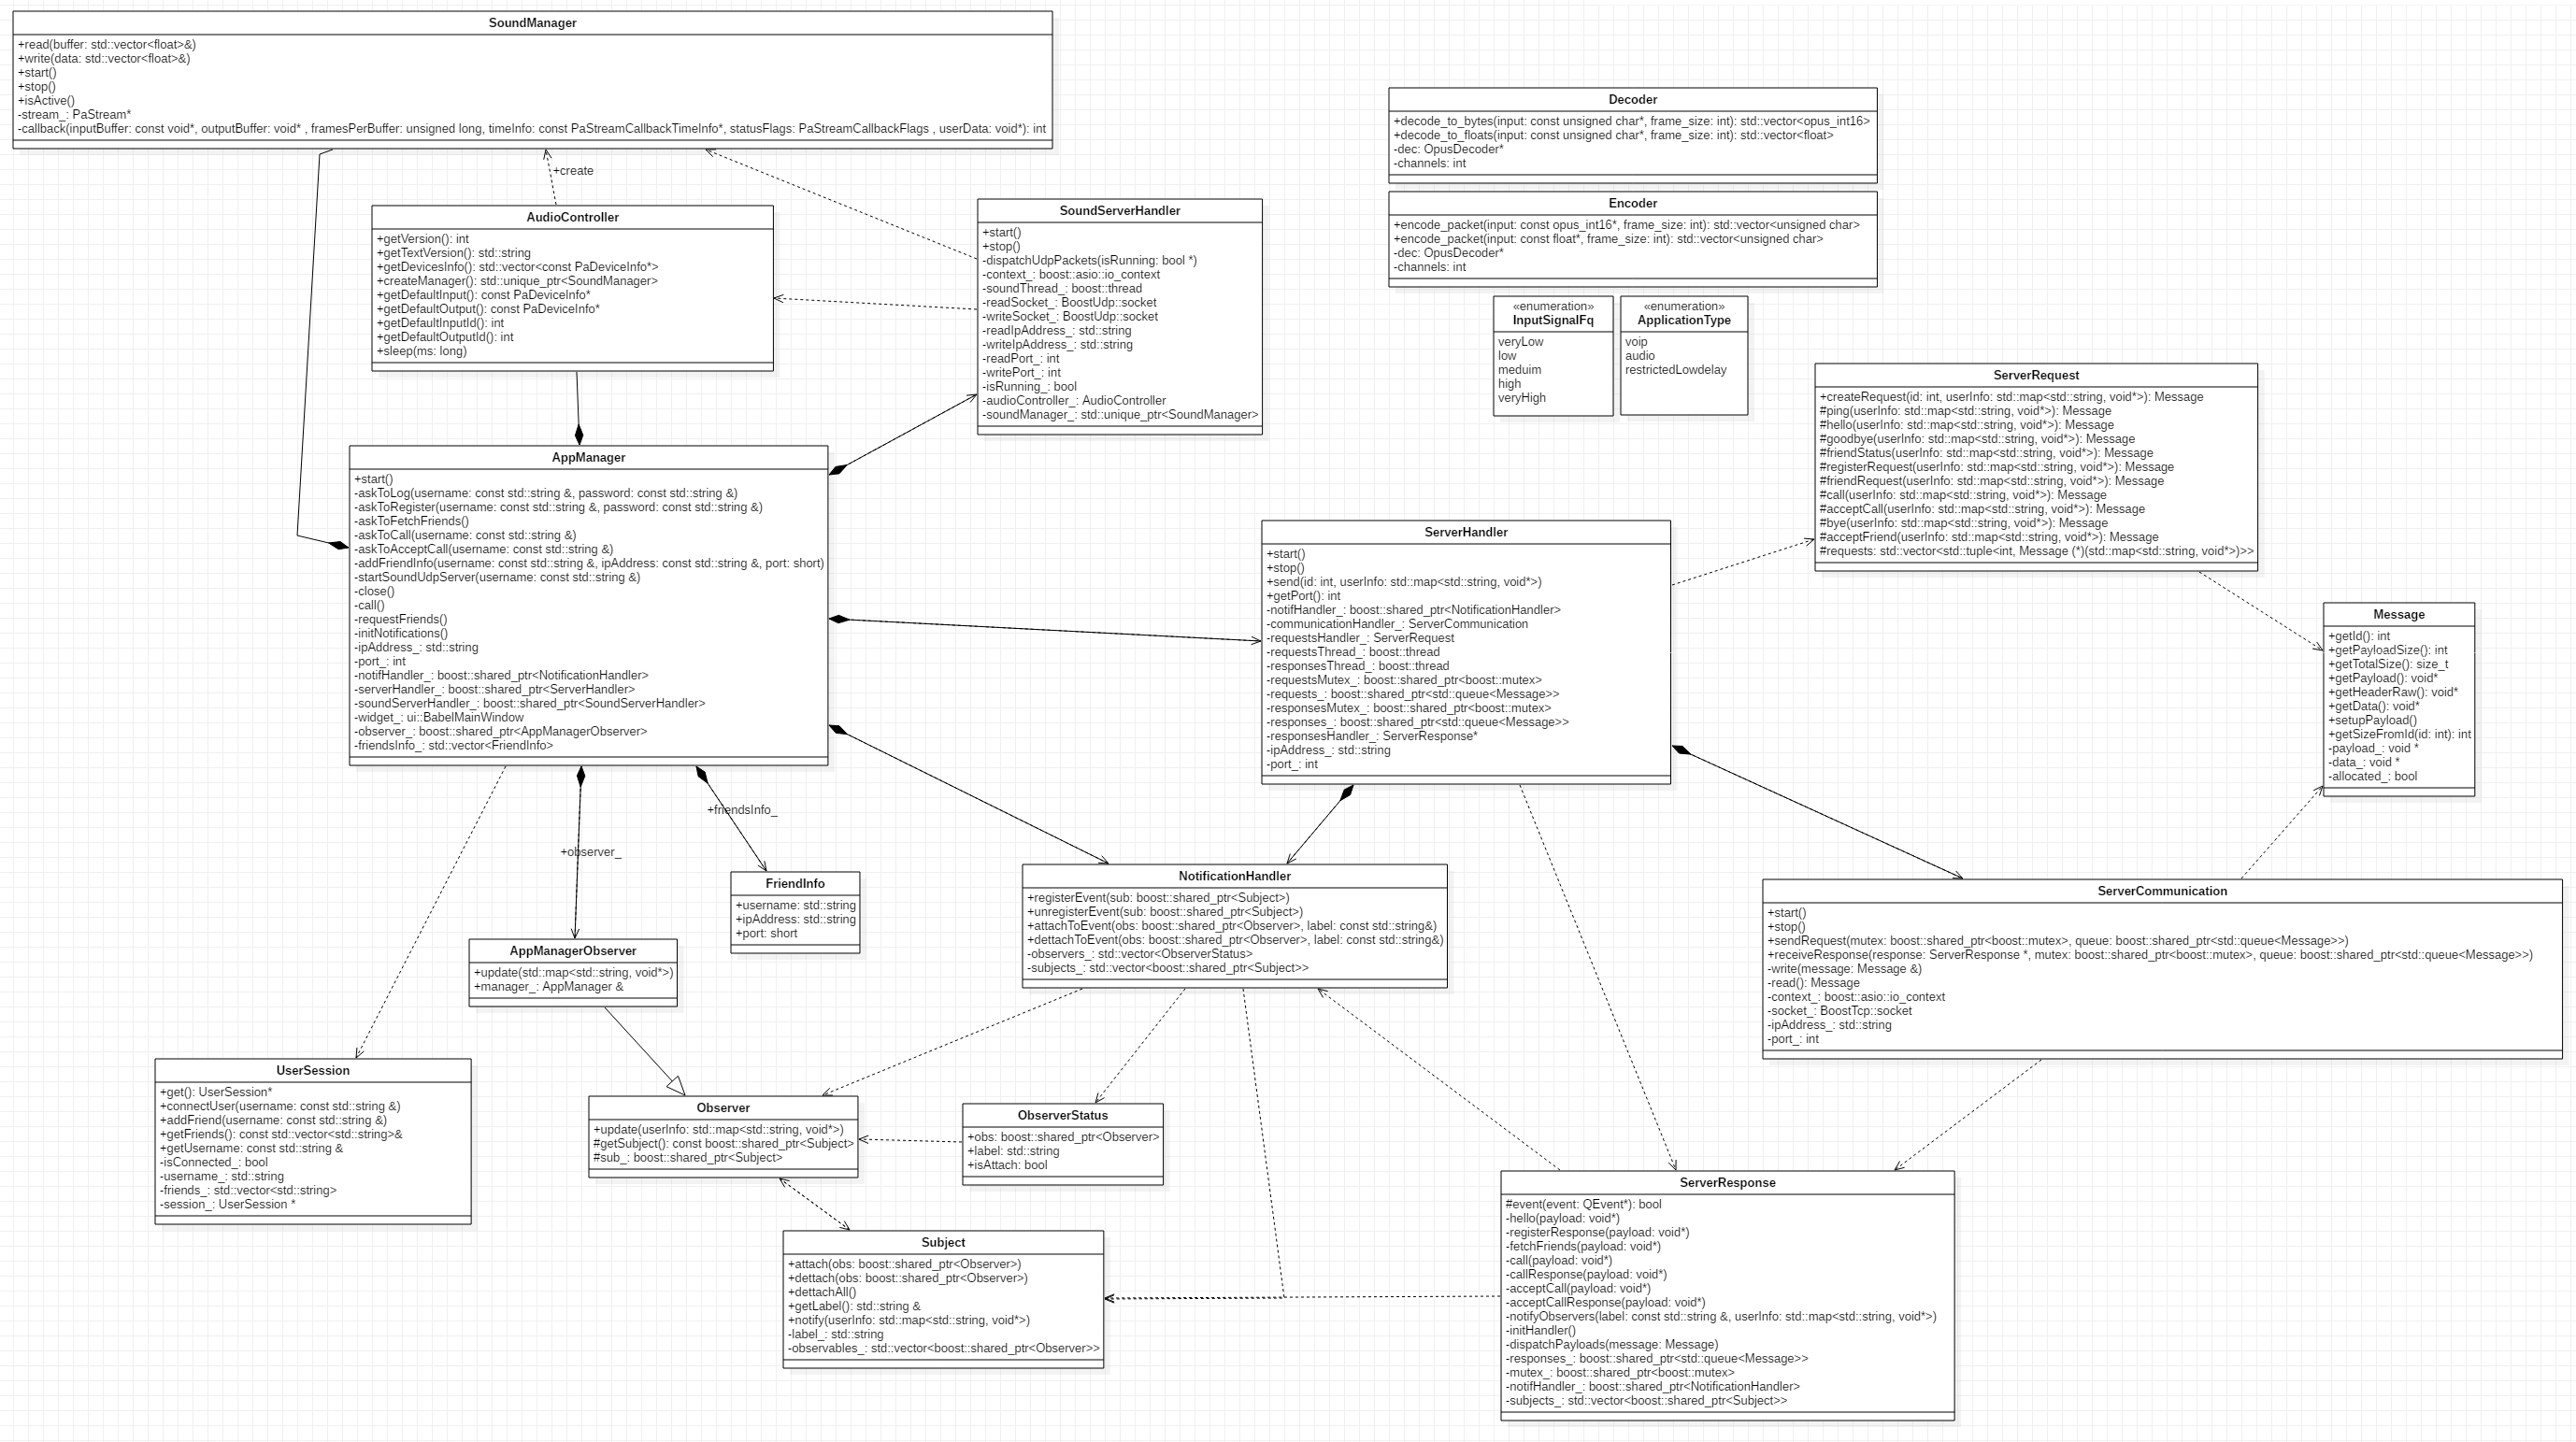 SoundManager
+read(buffer: std::vector<float>&)
+write(data: std::vector<float>&)
+start()
+stop()
+isActive()
-stream_: PaStream*
-callback(inputBuffer: const void*, outputBuffer: void* , framesPerBuffer: unsigned long, timeInfo: const PaStreamCallbackTimeInfo*, statusFlags: PaStreamCallbackFlags , userData: void*): int
+create
AudioController
+getVersion(): int
+getTextVersion(): std::string
+getDevicesInfo(): std::vector<const PaDeviceInfo*>
+createManager(): std::unique_ptr<SoundManager>
+getDefaultInput(): const PaDeviceInfo*
+getDefaultOutput(): const PaDeviceInfo*
+getDefaultInputId(): int
+getDefaultOutputId(): int
+sleep(ms: long)
SoundServerHandler
+start()
+stop()
-dispatchUdpPackets(isRunning: bool *)
-context_: boost::asio::io_context
-soundThread_: boost::thread
-readSocket_: BoostUdp::socket
-writeSocket_: BoostUdp::socket
-readIpAddress_: std::string
-writeIpAddress_: std::string
-readPort_: int
-writePort_: int
-isRunning_: bool
-audioController_: AudioController
-soundManager_: std::unique_ptr<SoundManager>
Decoder
+decode_to_bytes(input: const unsigned char*, frame_size: int): std::vector<opus_int16>
+decode_to_floats(input: const unsigned char*, frame_size: int): std::vector<float>
-dec: OpusDecoder*
-channels: int
Encoder
+encode_packet(input: const opus_int16*, frame_size: int): std::vector<unsigned char>
+encode_packet(input: const float*, frame_size: int): std::vector<unsigned char>
-dec: OpusDecoder*
-channels: int
«enumeration»
InputSignalFq
veryLow
low
meduim
high
veryHigh
«enumeration»
ApplicationType
voip
audio
restrictedLowdelay
ServerRequest
+createRequest(id: int, userInfo: std::map<std::string, void*>): Message
#ping(userInfo: std::map<std::string, void*>): Message
#hello(userInfo: std::map<std::string, void*>): Message
#goodbye(userInfo: std::map<std::string, void*>): Message
#friendStatus(userInfo: std::map<std::string, void*>): Message
#registerRequest(userInfo: std::map<std::string, void*>): Message
#friendRequest(userInfo: std::map<std::string, void*>): Message
#call(userInfo: std::map<std::string, void*>): Message
#acceptCall(userInfo: std::map<std::string, void*>): Message
#bye(userInfo: std::map<std::string, void*>): Message
#acceptFriend(userInfo: std::map<std::string, void*>): Message
#requests: std::vector<std::tuple<int, Message (*)(std::map<std::string, void*>)>>
AppManager
+start()
-askToLog(username: const std::string &, password: const std::string &)
-askToRegister(username: const std::string &, password: const std::string &)
-askToFetchFriends()
-askToCall(username: const std::string &)
-askToAcceptCall(username: const std::string &)
-addFriendInfo(username: const std::string &, ipAddress: const std::string &, port: short)
-startSoundUdpServer(username: const std::string &)
-close()
-call()
-requestFriends()
-initNotifications()
-ipAddress_: std::string
-port_: int
-notifHandler_: boost::shared_ptr<NotificationHandler>
-serverHandler_: boost::shared_ptr<ServerHandler>
-soundServerHandler_: boost::shared_ptr<SoundServerHandler>
-widget_: ui::BabelMainWindow
-observer_: boost::shared_ptr<AppManagerObserver>
-friendsInfo_: std::vector<FriendInfo>
ServerHandler
+start()
+stop()
+send(id: int, userInfo: std::map<std::string, void*>)
+getPort(): int
-notifHandler_: boost::shared_ptr<NotificationHandler>
-communicationHandler_: ServerCommunication
-requestsHandler_: ServerRequest
-requestsThread_: boost::thread
-responsesThread_: boost::thread
-requestsMutex_: boost::shared_ptr<boost::mutex>
-requests_: boost::shared_ptr<std::queue<Message>>
-responsesMutex_: boost::shared_ptr<boost::mutex>
-responses_: boost::shared_ptr<std::queue<Message>>
-responsesHandler_: ServerResponse*
-ipAddress_: std::string
-port_: int
Message
+getId(): int
+getPayloadSize(): int
+getTotalSize(): size_t
+getPayload(): void*
+getHeaderRaw(): void*
+getData(): void*
+setupPayload()
+getSizeFromId(id: int): int
-payload_: void *
-data_: void *
-allocated_: bool
+friendsInfo_
+observer_
FriendInfo
+username: std::string
+ipAddress: std::string
+port: short
NotificationHandler
+registerEvent(sub: boost::shared_ptr<Subject>)
+unregisterEvent(sub: boost::shared_ptr<Subject>)
+attachToEvent(obs: boost::shared_ptr<Observer>, label: const std::string&)
+dettachToEvent(obs: boost::shared_ptr<Observer>, label: const std::string&)
-observers_: std::vector<ObserverStatus>
-subjects_: std::vector<boost::shared_ptr<Subject>>
ServerCommunication
+start()
+stop()
+sendRequest(mutex: boost::shared_ptr<boost::mutex>, queue: boost::shared_ptr<std::queue<Message>>)
+receiveResponse(response: ServerResponse *, mutex: boost::shared_ptr<boost::mutex>, queue: boost::shared_ptr<std::queue<Message>>)
-write(message: Message &)
-read(): Message
-context_: boost::asio::io_context
-socket_: BoostTcp::socket
-ipAddress_: std::string
-port_: int
AppManagerObserver
+update(std::map<std::string, void*>)
+manager_: AppManager &
UserSession
+get(): UserSession*
+connectUser(username: const std::string &)
+addFriend(username: const std::string &)
+getFriends(): const std::vector<std::string>&
+getUsername: const std::string &
-isConnected_: bool
-username_: std::string
-friends_: std::vector<std::string>
-session_: UserSession *
Observer
+update(userInfo: std::map<std::string, void*>)
#getSubject(): const boost::shared_ptr<Subject>
#sub_: boost::shared_ptr<Subject>
ObserverStatus
+obs: boost::shared_ptr<Observer>
+label: std::string
+isAttach: bool
Subject
+attach(obs: boost::shared_ptr<Observer>)
+dettach(obs: boost::shared_ptr<Observer>)
+dettachAll()
+getLabel(): std::string &
+notify(userInfo: std::map<std::string, void*>)
-label_: std::string
-observables_: std::vector<boost::shared_ptr<Observer>>
ServerResponse
#event(event: QEvent*): bool
-hello(payload: void*)
-registerResponse(payload: void*)
-fetchFriends(payload: void*)
-call(payload: void*)
-callResponse(payload: void*)
-acceptCall(payload: void*)
-acceptCallResponse(payload: void*)
-notifyObservers(label: const std::string &, userInfo: std::map<std::string, void*>)
-initHandler()
-dispatchPayloads(message: Message)
-responses_: boost::shared_ptr<std::queue<Message>>
-mutex_: boost::shared_ptr<boost::mutex>
-notifHandler_: boost::shared_ptr<NotificationHandler>
-subjects_: std::vector<boost::shared_ptr<Subject>>